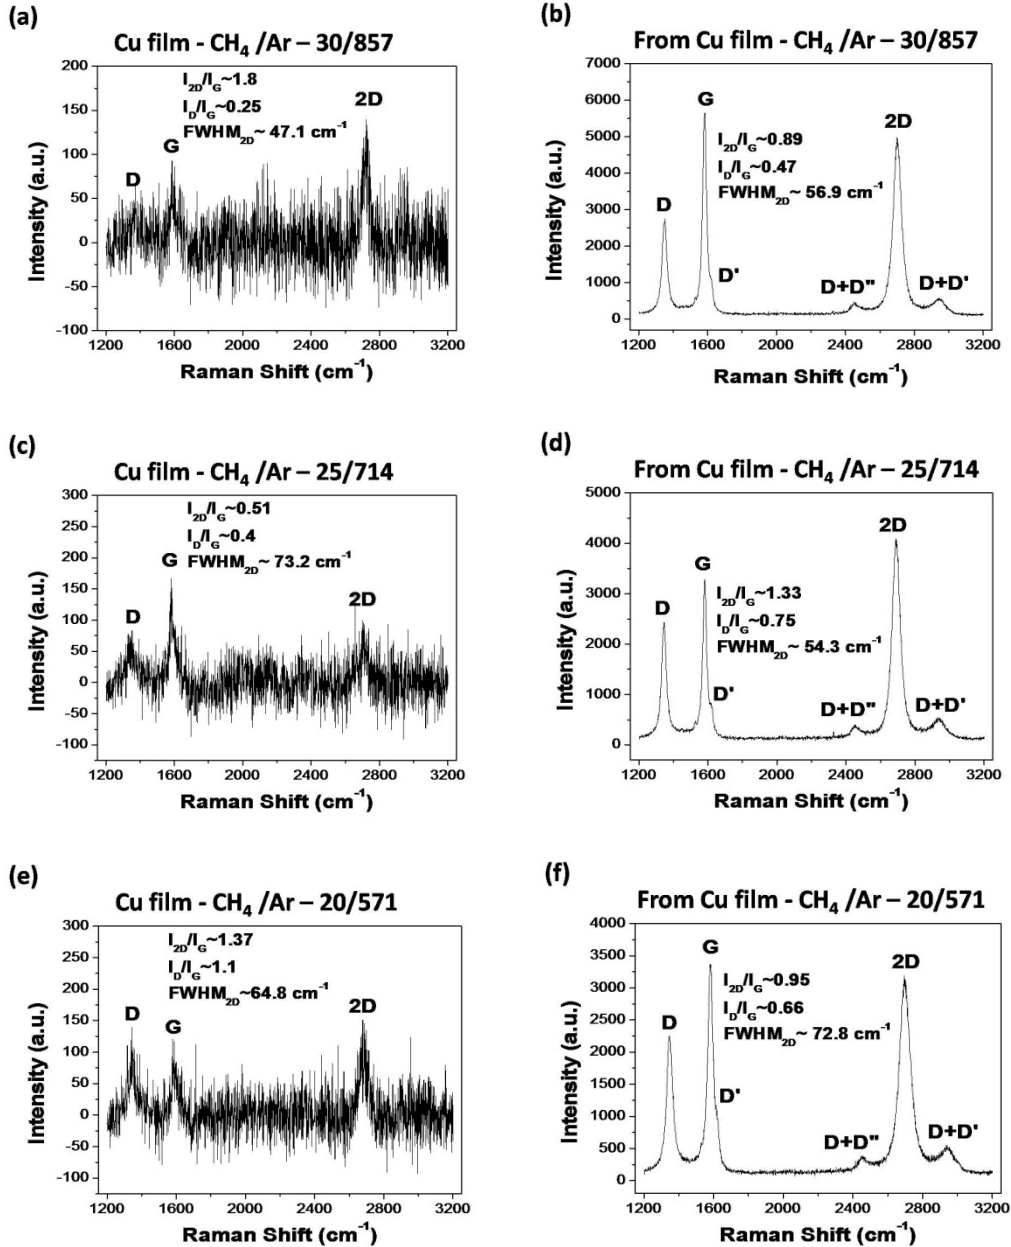 (a)
Cu film - CH₄ /Ar – 30/857
200
150
100
50
0
-50
-100
Intensity (a.u.)
I₂D/IG~1.8
ID/IG~0.25
FWHM₂D~ 47.1 cm⁻¹
D
G
2D
1200 1600 2000 2400 2800 3200
Raman Shift (cm⁻¹)
(b)
From Cu film - CH₄ /Ar – 30/857
7000
6000
5000
4000
3000
2000
1000
0
Intensity (a.u.)
G
2D
I₂D/IG~0.89
ID/IG~0.47
FWHM₂D~ 56.9 cm⁻¹
D
D'
D+D"
D+D'
1200 1600 2000 2400 2800 3200
Raman Shift (cm⁻¹)
(c)
Cu film - CH₄ /Ar – 25/714
300
250
200
150
100
50
0
-50
-100
Intensity (a.u.)
I₂D/IG~0.51
ID/IG~0.4
FWHM₂D~ 73.2 cm⁻¹
G
D
2D
1200 1600 2000 2400 2800 3200
Raman Shift (cm⁻¹)
(d)
From Cu film - CH₄ /Ar – 25/714
5000
4000
3000
2000
1000
0
Intensity (a.u.)
2D
G
D
I₂D/IG~1.33
ID/IG~0.75
FWHM₂D~ 54.3 cm⁻¹
D'
D+D"
D+D'
1200 1600 2000 2400 2800 3200
Raman Shift (cm⁻¹)
(e)
Cu film - CH₄ /Ar – 20/571
300
250
200
150
100
50
0
-50
-100
Intensity (a.u.)
I₂D/IG~1.37
ID/IG~1.1
FWHM₂D~64.8 cm⁻¹
D
G
2D
1200 1600 2000 2400 2800 3200
Raman Shift (cm⁻¹)
(f)
From Cu film - CH₄ /Ar – 20/571
4000
3500
3000
2500
2000
1500
1000
500
0
Intensity (a.u.)
G
2D
I₂D/IG~0.95
ID/IG~0.66
FWHM₂D~ 72.8 cm⁻¹
D
D'
D+D"
D+D'
1200 1600 2000 2400 2800 3200
Raman Shift (cm⁻¹)